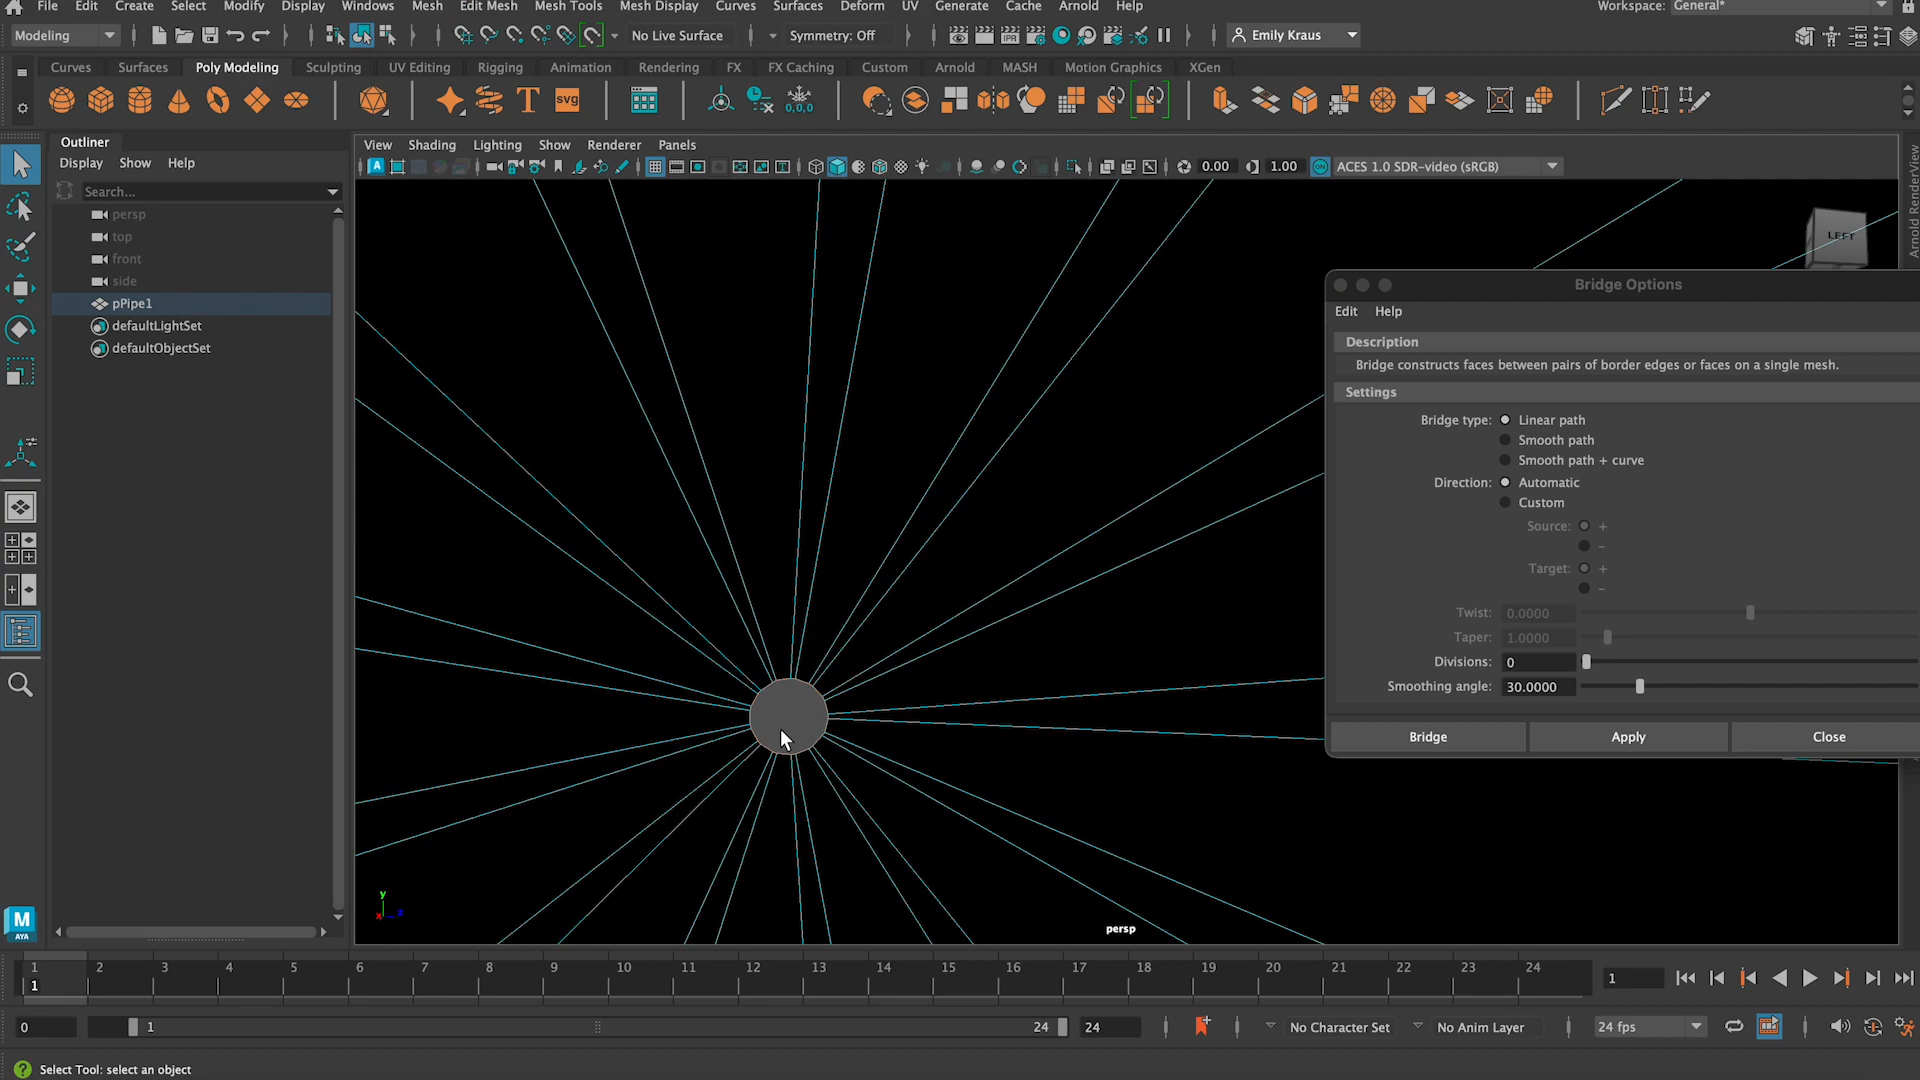 File Edit Create Select Modify Display Windows Mesh Edit Mesh Mesh Tools Mesh Display Curves Surfaces Deform UV Generate Cache Arnold Help Workspace: General*
Modeling No Live Surface Symmetry: Off IPR Emily Kraus
Curves Surfaces Poly Modeling Sculpting UV Editing Rigging Animation Rendering FX FX Caching Custom Arnold MASH Motion Graphics XGen
T svg 0,0,0
Outliner
Display Show Help
Search...
persp
top
front
side
pPipe1
defaultLightSet
defaultObjectSet
View Shading Lighting Show Renderer Panels
0.00 1.00 ON ACES 1.0 SDR-video (sRGB)
LEFT
Arnold RenderView
Bridge Options
Edit Help
Description
Bridge constructs faces between pairs of border edges or faces on a single mesh.
Settings
Bridge type: Linear path
Smooth path
Smooth path + curve
Direction: Automatic
Custom
Source: +
-
Target: +
-
Twist: 0.0000
Taper: 1.0000
Divisions: 0
Smoothing angle: 30.0000
Bridge Apply Close
y
x z
persp
M
AYA
1 2 3 4 5 6 7 8 9 10 11 12 13 14 15 16 17 18 19 20 21 22 23 24
1 1
0 1 24 24 No Character Set No Anim Layer 24 fps
? Select Tool: select an object